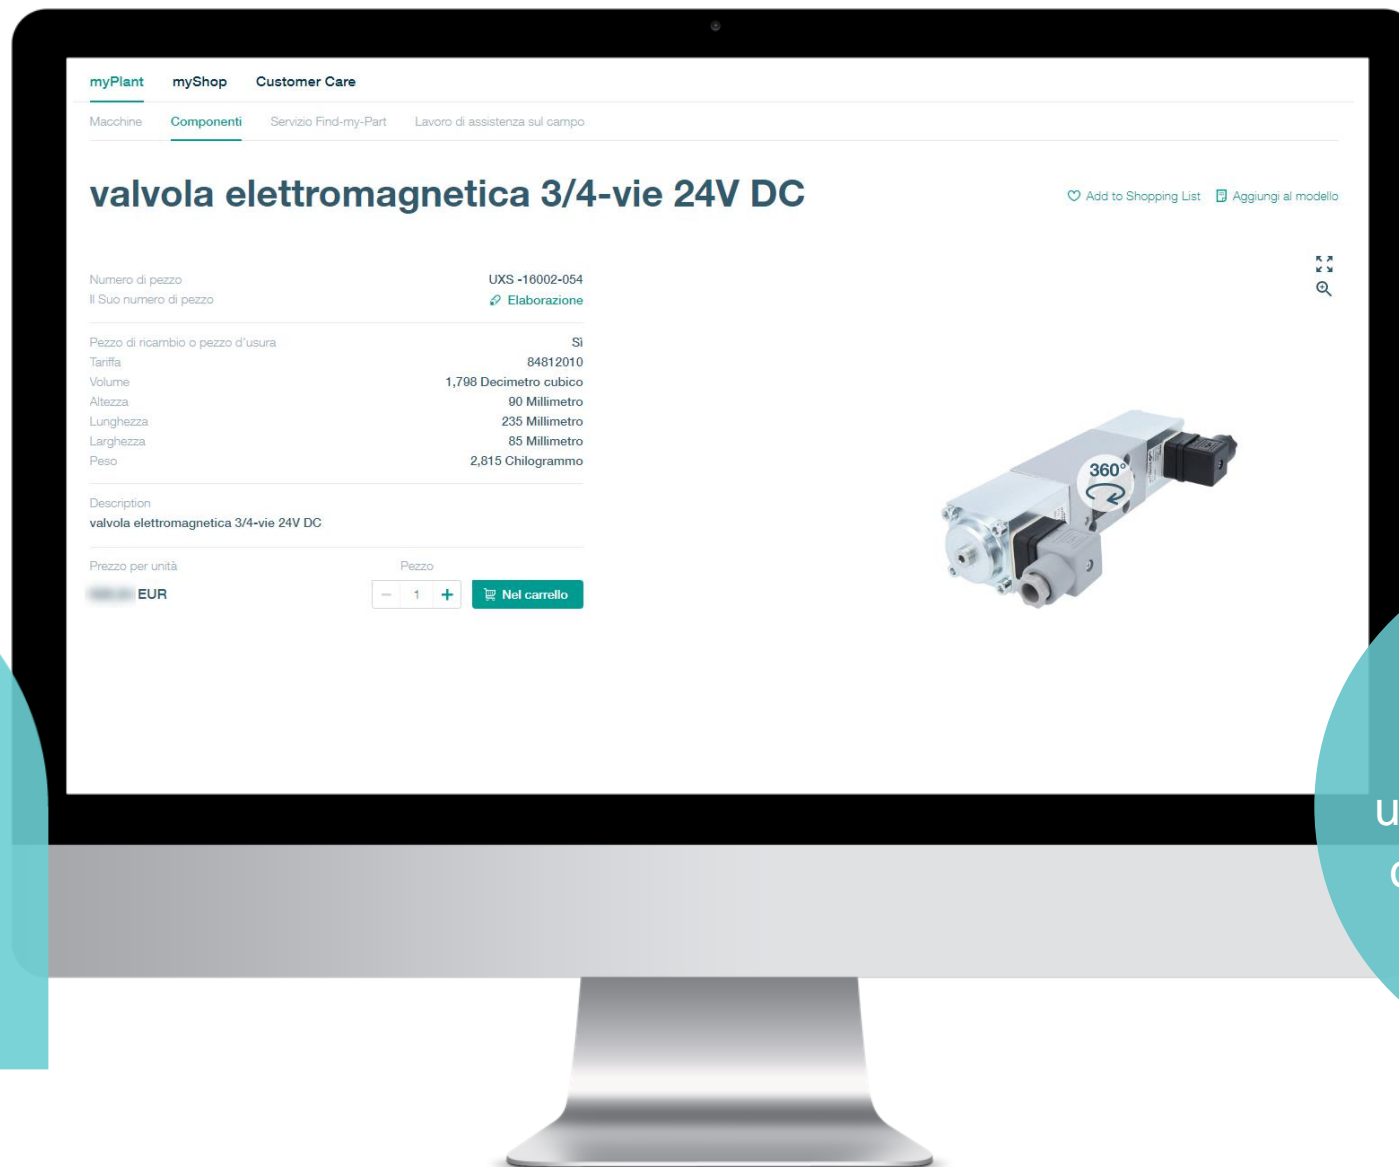 myPlant myShop Customer Care
Macchine Componenti Servizio Find-my-Part Lavoro di assistenza sul campo
valvola elettromagnetica 3/4-vie 24V DC
Add to Shopping List Aggiungi al modello
Numero di pezzo UXS -16002-054
Il Suo numero di pezzo Elaborazione
Pezzo di ricambio o pezzo d'usura Sì
Tariffa 84812010
Volume 1,798 Decimetro cubico
Altezza 90 Millimetro
Lunghezza 235 Millimetro
Larghezza 85 Millimetro
Peso 2,815 Chilogrammo
360°
Description
valvola elettromagnetica 3/4-vie 24V DC
Prezzo per unità Pezzo
EUR 1 Nel carrello